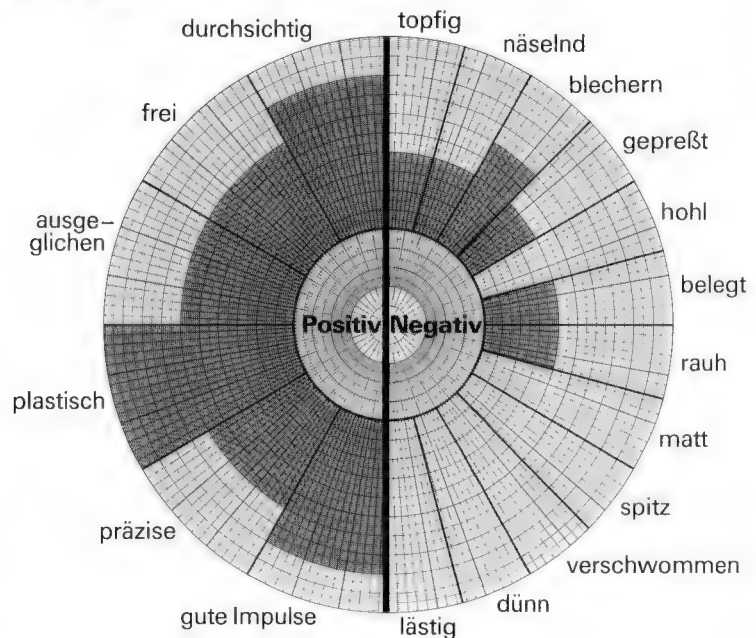 durchsichtig
topfig
näselnd
blechern
frei
gepreßt
hohl
ausge-
glichen
belegt
Positiv Negativ
rauh
plastisch
matt
präzise
spitz
verschwommen
gute Impulse
dünn
lästig